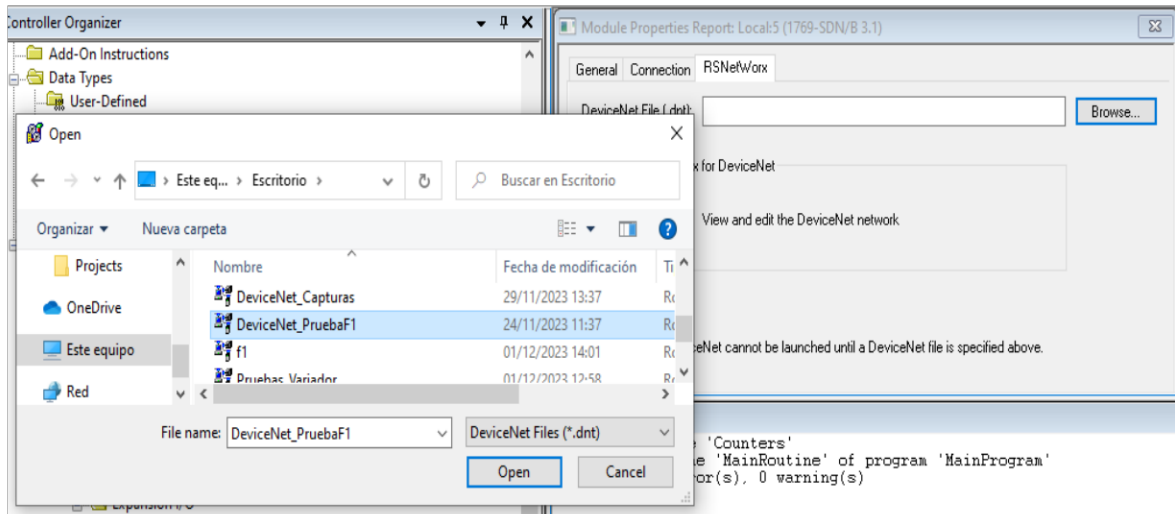 Controller Organizer
Add-On Instructions
Data Types
User-Defined
Open
Este eq... > Escritorio >
Buscar en Escritorio
Organizar
Nueva carpeta
Projects
OneDrive
Este equipo
Red
Nombre
Fecha de modificación
Ti
DeviceNet_Capturas
29/11/2023 13:37
DeviceNet_PruebaF1
24/11/2023 11:37
f1
01/12/2023 14:01
Pruebas Variador
01/12/2023 12:58
File name:
DeviceNet_PruebaF1
DeviceNet Files (*.dnt)
Open
Cancel
Expansion I/O
Module Properties Report: Local:5 (1769-SDN/B 3.1)
General
Connection
RSNetWorx
DeviceNet File (.dnt):
Browse...
x for DeviceNet
View and edit the DeviceNet network
ceNet cannot be launched until a DeviceNet file is specified above.
'Counters'
'MainRoutine' of program 'MainProgram'
or(s), 0 warning(s)